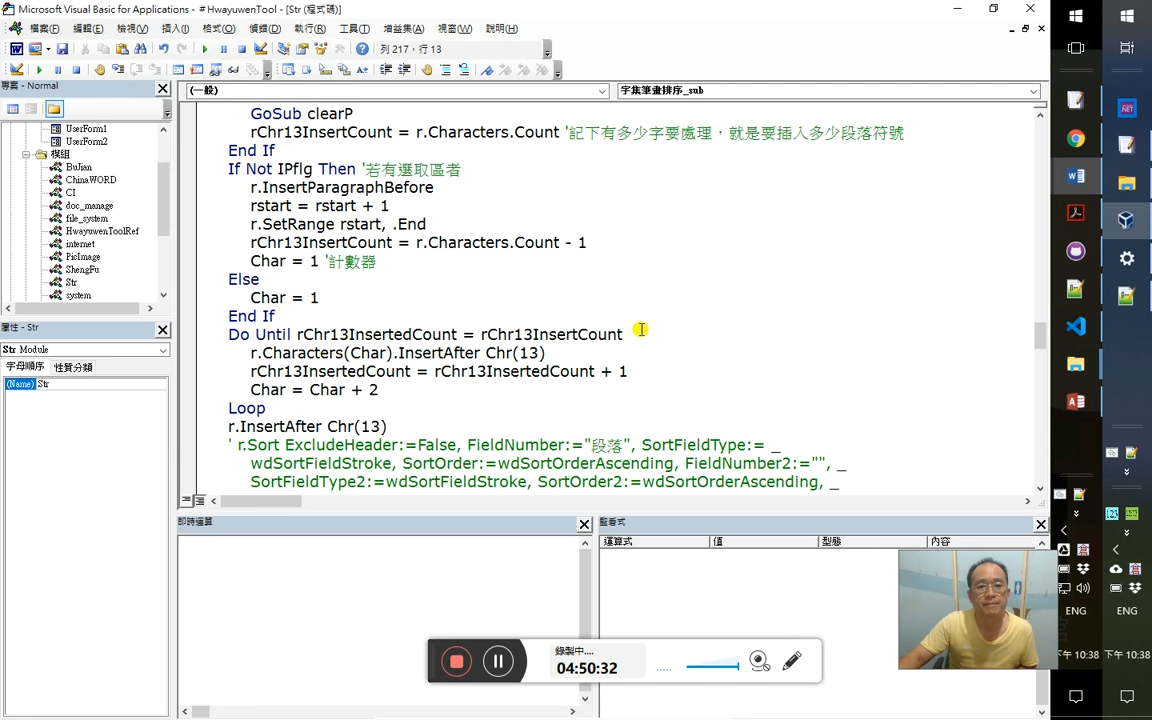 Microsoft Visual Basic for Applications - #HwayuwenTool - [Str (程式碼)]
檔案(F) 編輯(E) 檢視(V) 插入(I) 格式(O) 偵錯(D) 執行(R) 工具(T) 增益集(A) 視窗(W) 說明(H)
列 217，行 13
專案 - Normal
(一般)
字集筆畫排序_sub
UserForm1
UserForm2
模組
BuJian
ChinaWORD
CI
doc_manage
file_system
HwayuwenToolRef
internet
PicImage
ShengFu
Str
system
GoSub clearP
rChr13InsertCount = r.Characters.Count '記下有多少字要處理，就是要插入多少段落符號
End If
If Not IPflg Then '若有選取區者
r.InsertParagraphBefore
rstart = rstart + 1
r.SetRange rstart, .End
rChr13InsertCount = r.Characters.Count - 1
Char = 1 '計數器
Else
Char = 1
End If
Do Until rChr13InsertedCount = rChr13InsertCount
r.Characters(Char).InsertAfter Chr(13)
rChr13InsertedCount = rChr13InsertedCount + 1
Char = Char + 2
Loop
r.InsertAfter Chr(13)
' r.Sort ExcludeHeader:=False, FieldNumber:="段落", SortFieldType:= _
wdSortFieldStroke, SortOrder:=wdSortOrderAscending, FieldNumber2:="", _
SortFieldType2:=wdSortFieldStroke, SortOrder2:=wdSortOrderAscending, _
屬性 - Str
Str Module
字母順序 性質分類
(Name) Str
即時運算
監看式
運算式 值 型態 內容
錄製中....
04:50:32
ENG ENG
下午 10:38 下午 10:38